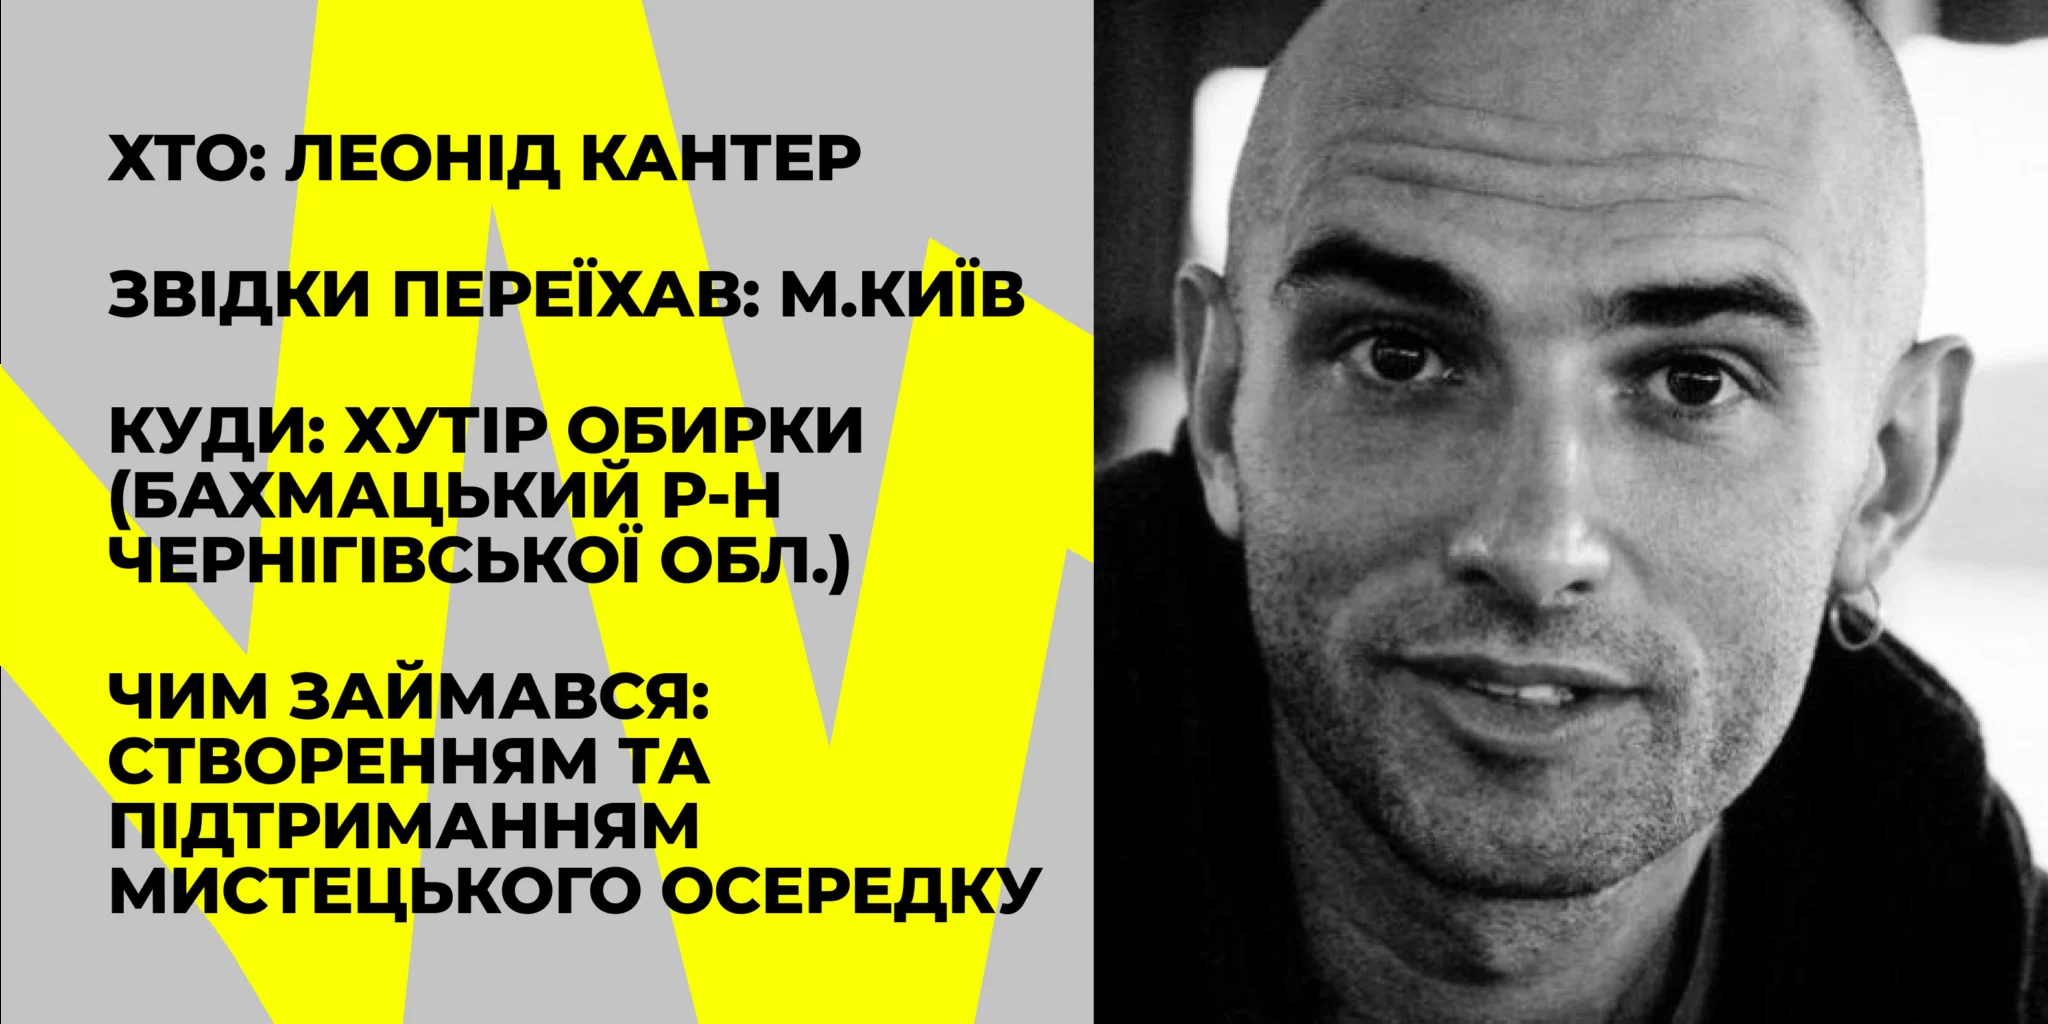 ХТО: ЛЕОНІД КАНТЕР
ЗВІДКИ ПЕРЕЇХАВ: М.КИЇВ
КУДИ: ХУТІР ОБИРКИ
(БАХМАЦЬКИЙ Р-Н
ЧЕРНІГІВСЬКОЇ ОБЛ.)
ЧИМ ЗАЙМАВСЯ:
СТВОРЕННЯМ ТА
ПІДТРИМАННЯМ
МИСТЕЦЬКОГО ОСЕРЕДКУ